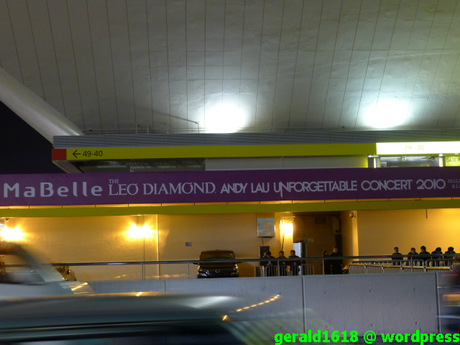 ←49-40
MaBelle THE LEO DIAMOND ANDY LAU UNFORGETTABLE CONCERT 2010
gerald1618 @ wordpress